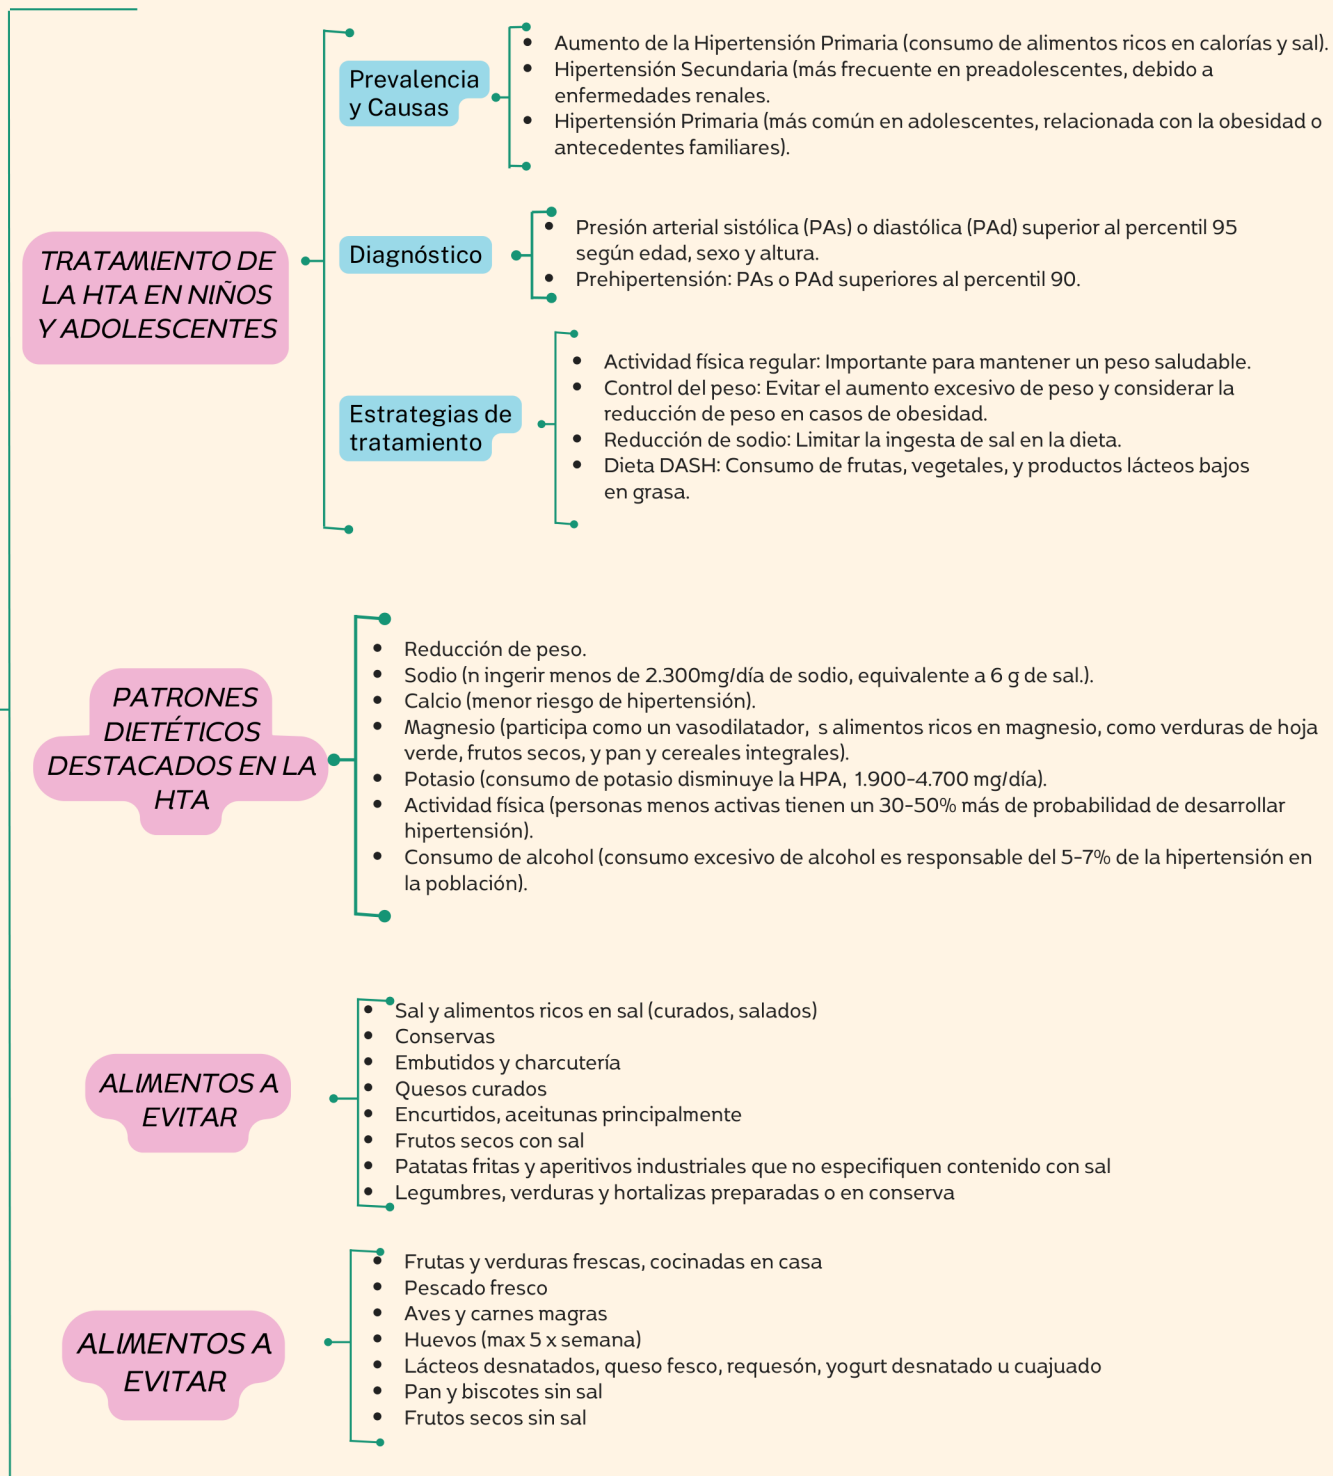 TRATAMIENTO DE
LA HTA EN NIÑOS
Y ADOLESCENTES
Prevalencia
y Causas
• Aumento de la Hipertensión Primaria (consumo de alimentos ricos en calorías y sal).
• Hipertensión Secundaria (más frecuente en preadolescentes, debido a
enfermedades renales.
• Hipertensión Primaria (más común en adolescentes, relacionada con la obesidad o
antecedentes familiares).
Diagnóstico
• Presión arterial sistólica (PAs) o diastólica (PAd) superior al percentil 95
según edad, sexo y altura.
• Prehipertensión: PAs o PAd superiores al percentil 90.
Estrategias de
tratamiento
• Actividad física regular: Importante para mantener un peso saludable.
• Control del peso: Evitar el aumento excesivo de peso y considerar la
reducción de peso en casos de obesidad.
• Reducción de sodio: Limitar la ingesta de sal en la dieta.
• Dieta DASH: Consumo de frutas, vegetales, y productos lácteos bajos
en grasa.
PATRONES
DIETÉTICOS
DESTACADOS EN LA
HTA
• Reducción de peso.
• Sodio (n ingerir menos de 2.300mg/día de sodio, equivalente a 6 g de sal.).
• Calcio (menor riesgo de hipertensión).
• Magnesio (participa como un vasodilatador, s alimentos ricos en magnesio, como verduras de hoja
verde, frutos secos, y pan y cereales integrales).
• Potasio (consumo de potasio disminuye la HPA, 1.900-4.700 mg/día).
• Actividad física (personas menos activas tienen un 30-50% más de probabilidad de desarrollar
hipertensión).
• Consumo de alcohol (consumo excesivo de alcohol es responsable del 5-7% de la hipertensión en
la población).
ALIMENTOS A
EVITAR
• Sal y alimentos ricos en sal (curados, salados)
• Conservas
• Embutidos y charcutería
• Quesos curados
• Encurtidos, aceitunas principalmente
• Frutos secos con sal
• Patatas fritas y aperitivos industriales que no especifiquen contenido con sal
• Legumbres, verduras y hortalizas preparadas o en conserva
ALIMENTOS A
EVITAR
• Frutas y verduras frescas, cocinadas en casa
• Pescado fresco
• Aves y carnes magras
• Huevos (max 5 x semana)
• Lácteos desnatados, queso fesco, requesón, yogurt desnatado u cuajuado
• Pan y biscotes sin sal
• Frutos secos sin sal